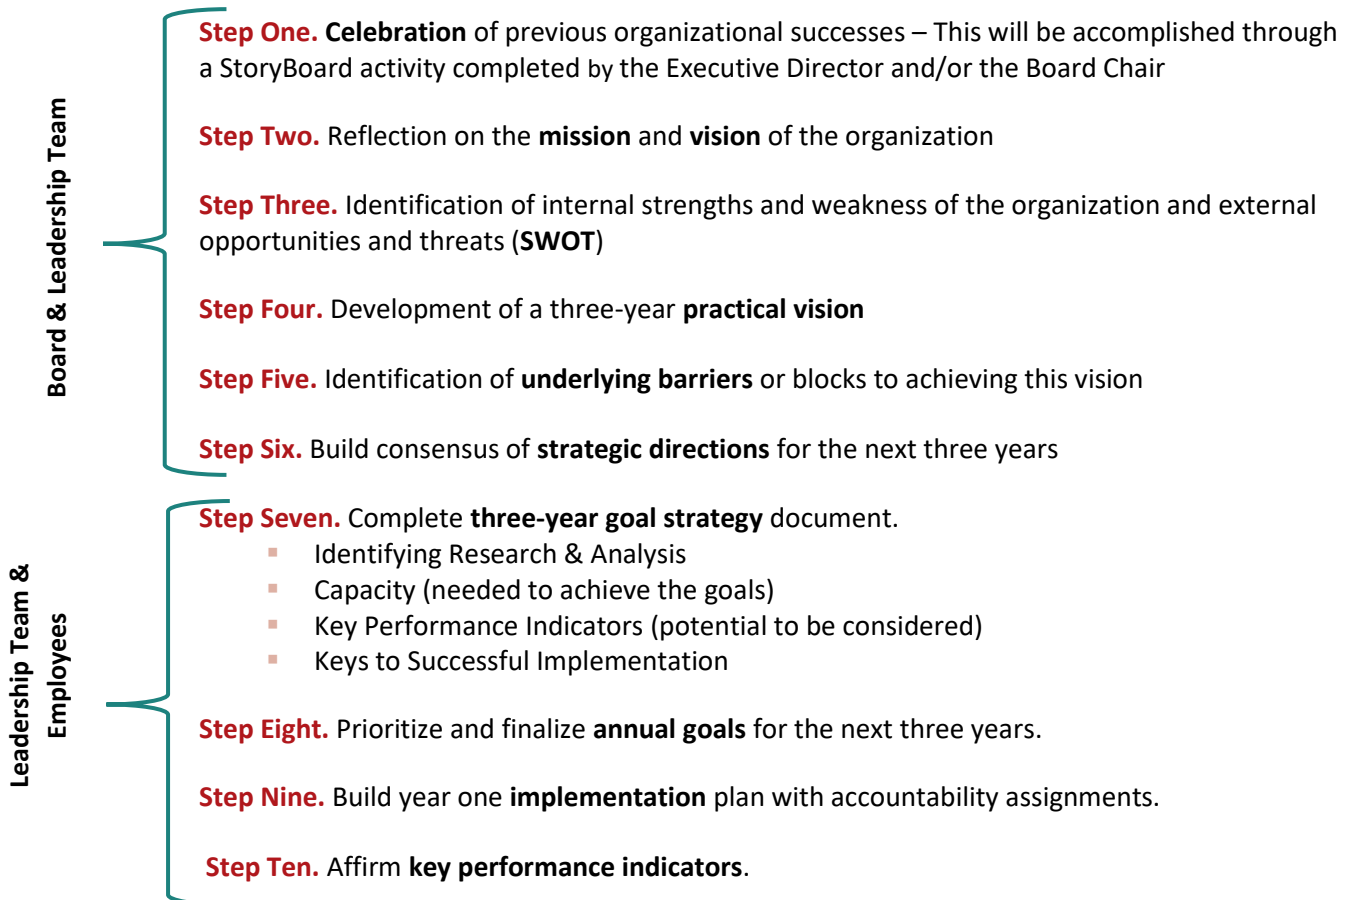 Board & Leadership Team
Step One. Celebration of previous organizational successes – This will be accomplished through
a StoryBoard activity completed by the Executive Director and/or the Board Chair
Step Two. Reflection on the mission and vision of the organization
Step Three. Identification of internal strengths and weakness of the organization and external
opportunities and threats (SWOT)
Step Four. Development of a three-year practical vision
Step Five. Identification of underlying barriers or blocks to achieving this vision
Step Six. Build consensus of strategic directions for the next three years
Leadership Team &
Employees
Step Seven. Complete three-year goal strategy document.
▪ Identifying Research & Analysis
▪ Capacity (needed to achieve the goals)
▪ Key Performance Indicators (potential to be considered)
▪ Keys to Successful Implementation
Step Eight. Prioritize and finalize annual goals for the next three years.
Step Nine. Build year one implementation plan with accountability assignments.
Step Ten. Affirm key performance indicators.